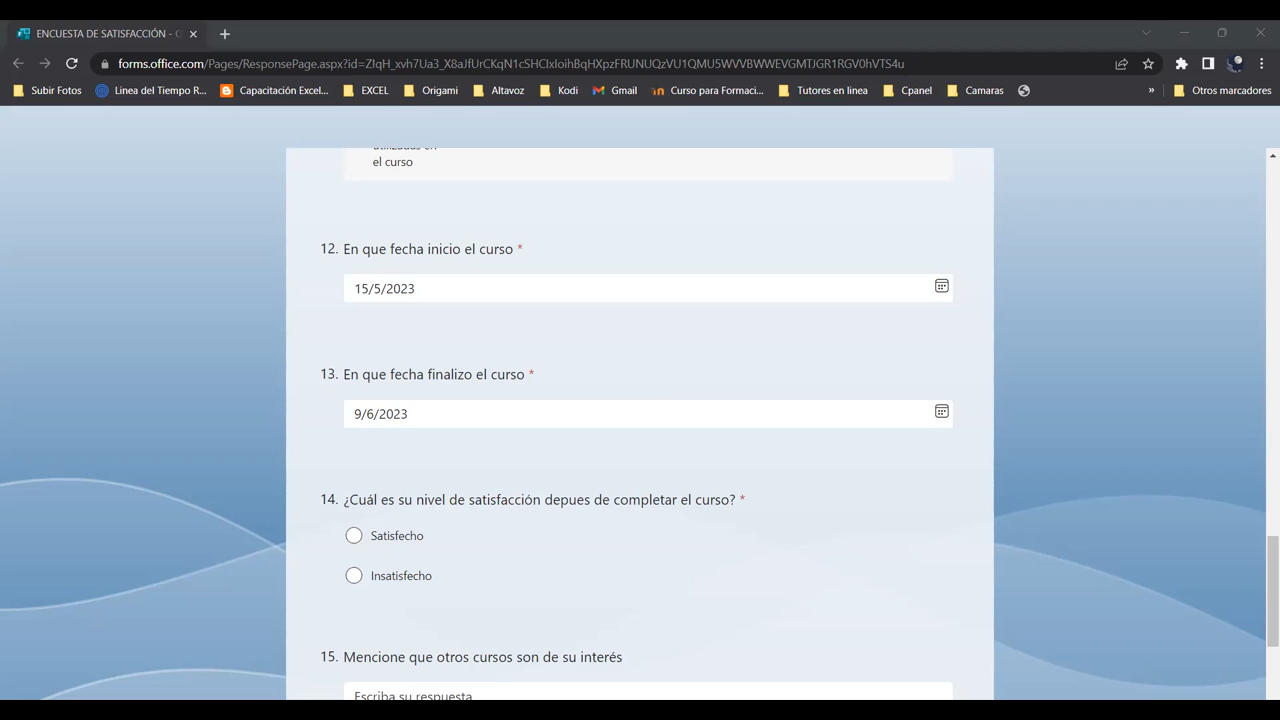 ENCUESTA DE SATISFACCIÓN -
forms.office.com/Pages/ResponsePage.aspx?id=ZIqH_xvh7Ua3_X8aJfUrCKqN1cSHCIxIoihBqHXpzFRUNUQzVU1QMU5WVVBWWEVGMTJGR1RGV0hVTS4u
Subir Fotos
Linea del Tiempo R...
Capacitación Excel...
EXCEL
Origami
Altavoz
Kodi
Gmail
Curso para Formaci...
Tutores en linea
Cpanel
Camaras
»
Otros marcadores
utilizadas en
el curso
12. En que fecha inicio el curso *
15/5/2023
13. En que fecha finalizo el curso *
9/6/2023
14. ¿Cuál es su nivel de satisfacción depues de completar el curso? *
Satisfecho
Insatisfecho
15. Mencione que otros cursos son de su interés
Escriba su respuesta